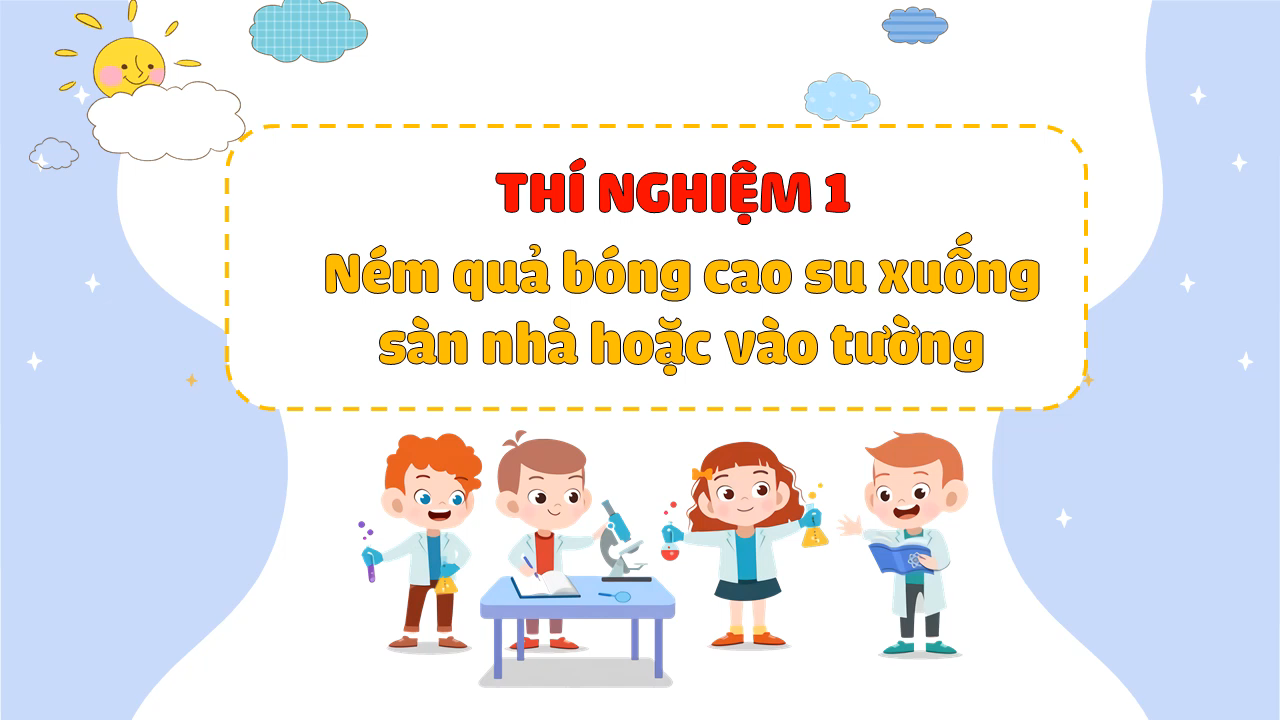 THÍ NGHIỆM 1
Ném quả bóng cao su xuống
sàn nhà hoặc vào tường